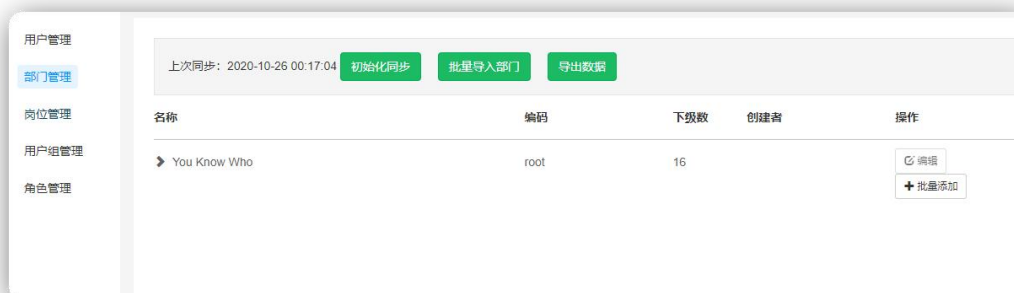 用户管理
部门管理
岗位管理
用户组管理
角色管理
上次同步：2020-10-26 00:17:04 初始化同步 批量导入部门 导出数据
名称 编码 下级数 创建者 操作
You Know Who root 16 编辑
批量添加